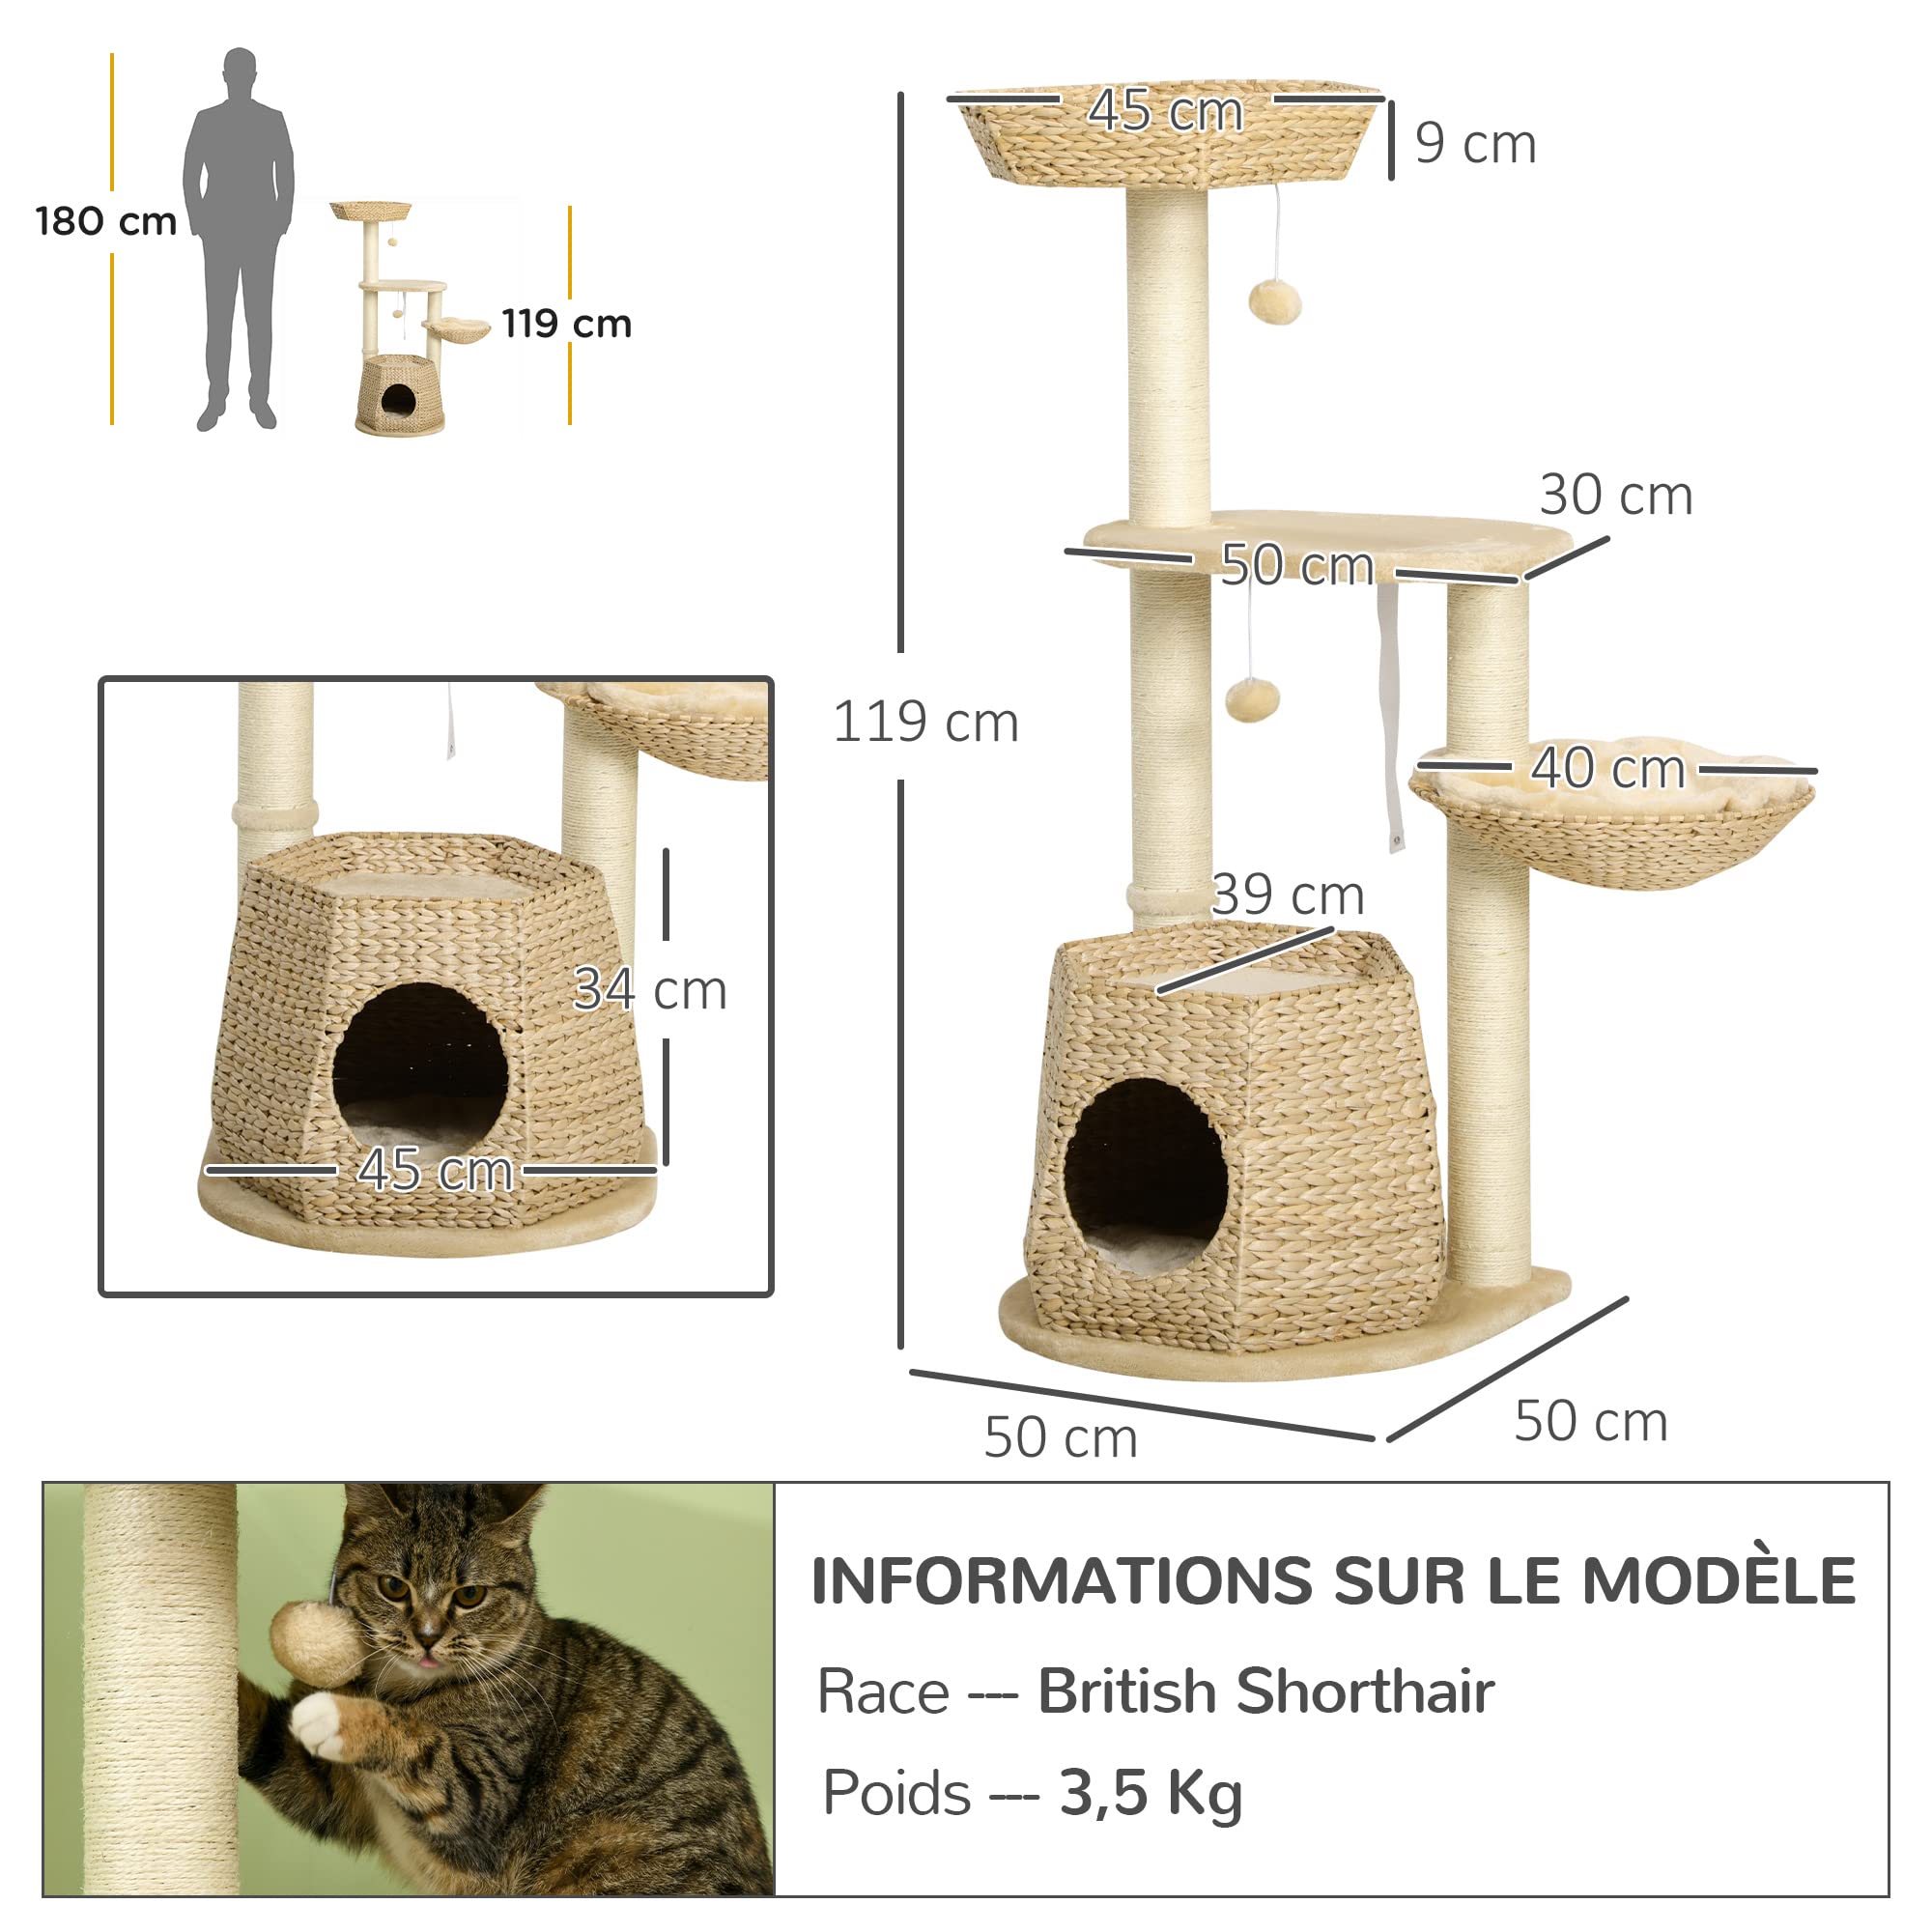 180 cm
119 cm
45 cm
9 cm
30 cm
50 cm
119 cm
40 cm
39 cm
34 cm
45 cm
50 cm
50 cm
INFORMATIONS SUR LE MODÈLE
Race --- British Shorthair
Poids --- 3,5 Kg